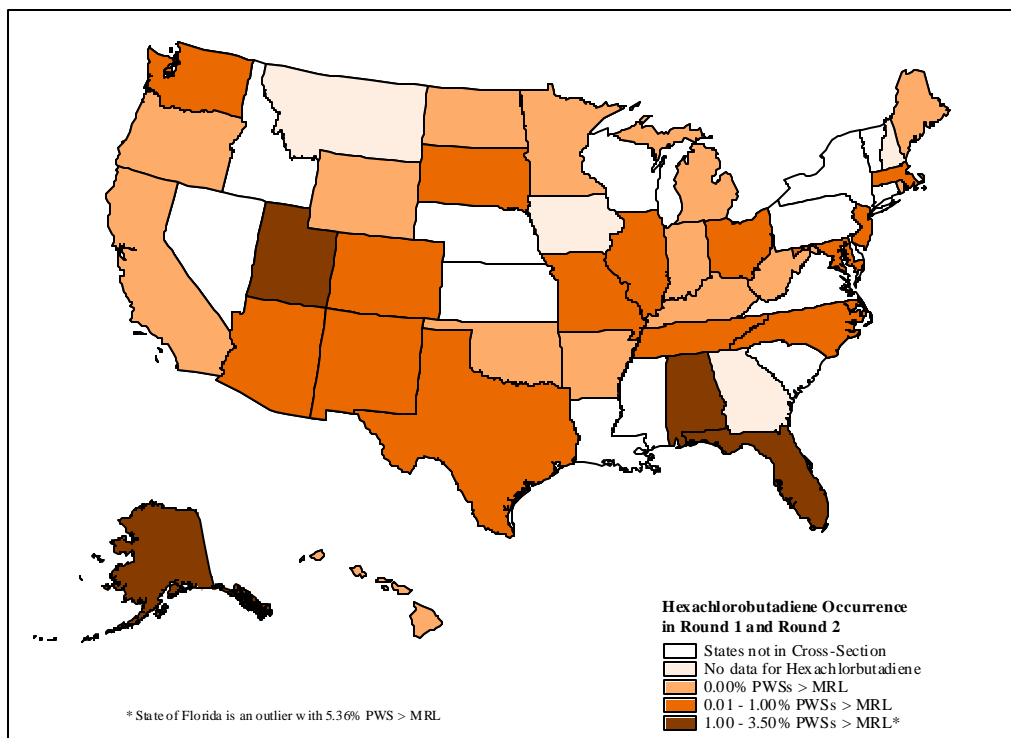 Hexachlorobutadiene Occurrence
in Round 1 and Round 2
States not in Cross-Section
No data for Hexachlorbutadiene
0.00% PWSs > MRL
0.01 - 1.00% PWSs > MRL
1.00 - 3.50% PWSs > MRL*
* State of Florida is an outlier with 5.36% PWS > MRL